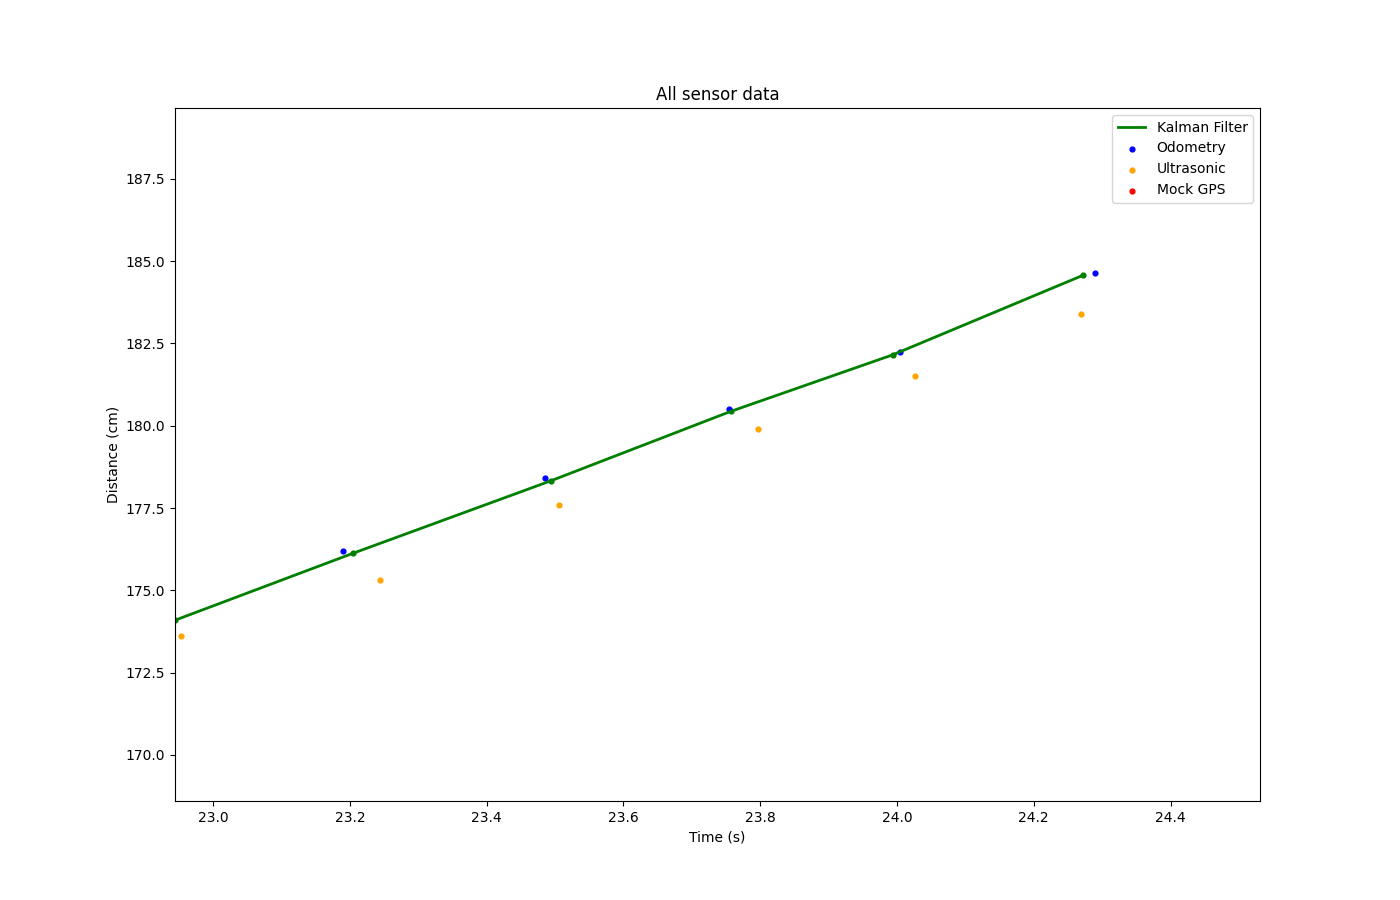 All sensor data
Kalman Filter
Odometry
Ultrasonic
Mock GPS
187.5
185.0
182.5
180.0
177.5
175.0
172.5
170.0
Distance (cm)
23.0 23.2 23.4 23.6 23.8 24.0 24.2 24.4
Time (s)